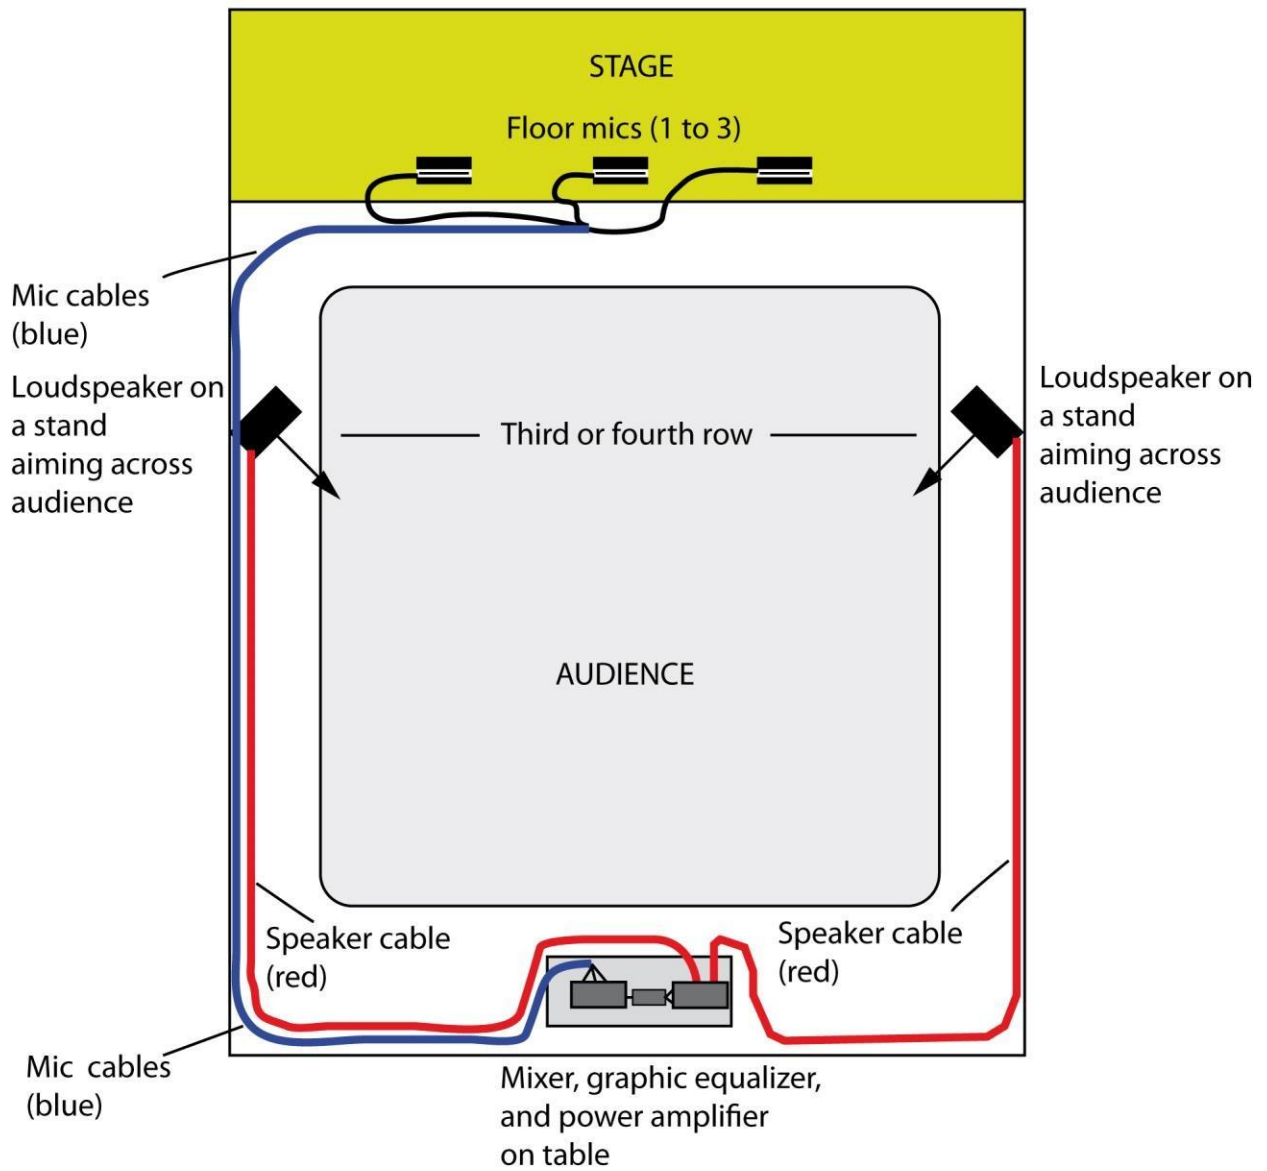 STAGE
Floor mics (1 to 3)
Mic cables
(blue)
Loudspeaker on
a stand
aiming across
audience
Third or fourth row
Loudspeaker on
a stand
aiming across
audience
AUDIENCE
Speaker cable
(red)
Speaker cable
(red)
Mic  cables
(blue)
Mixer, graphic equalizer,
and power amplifier
on table